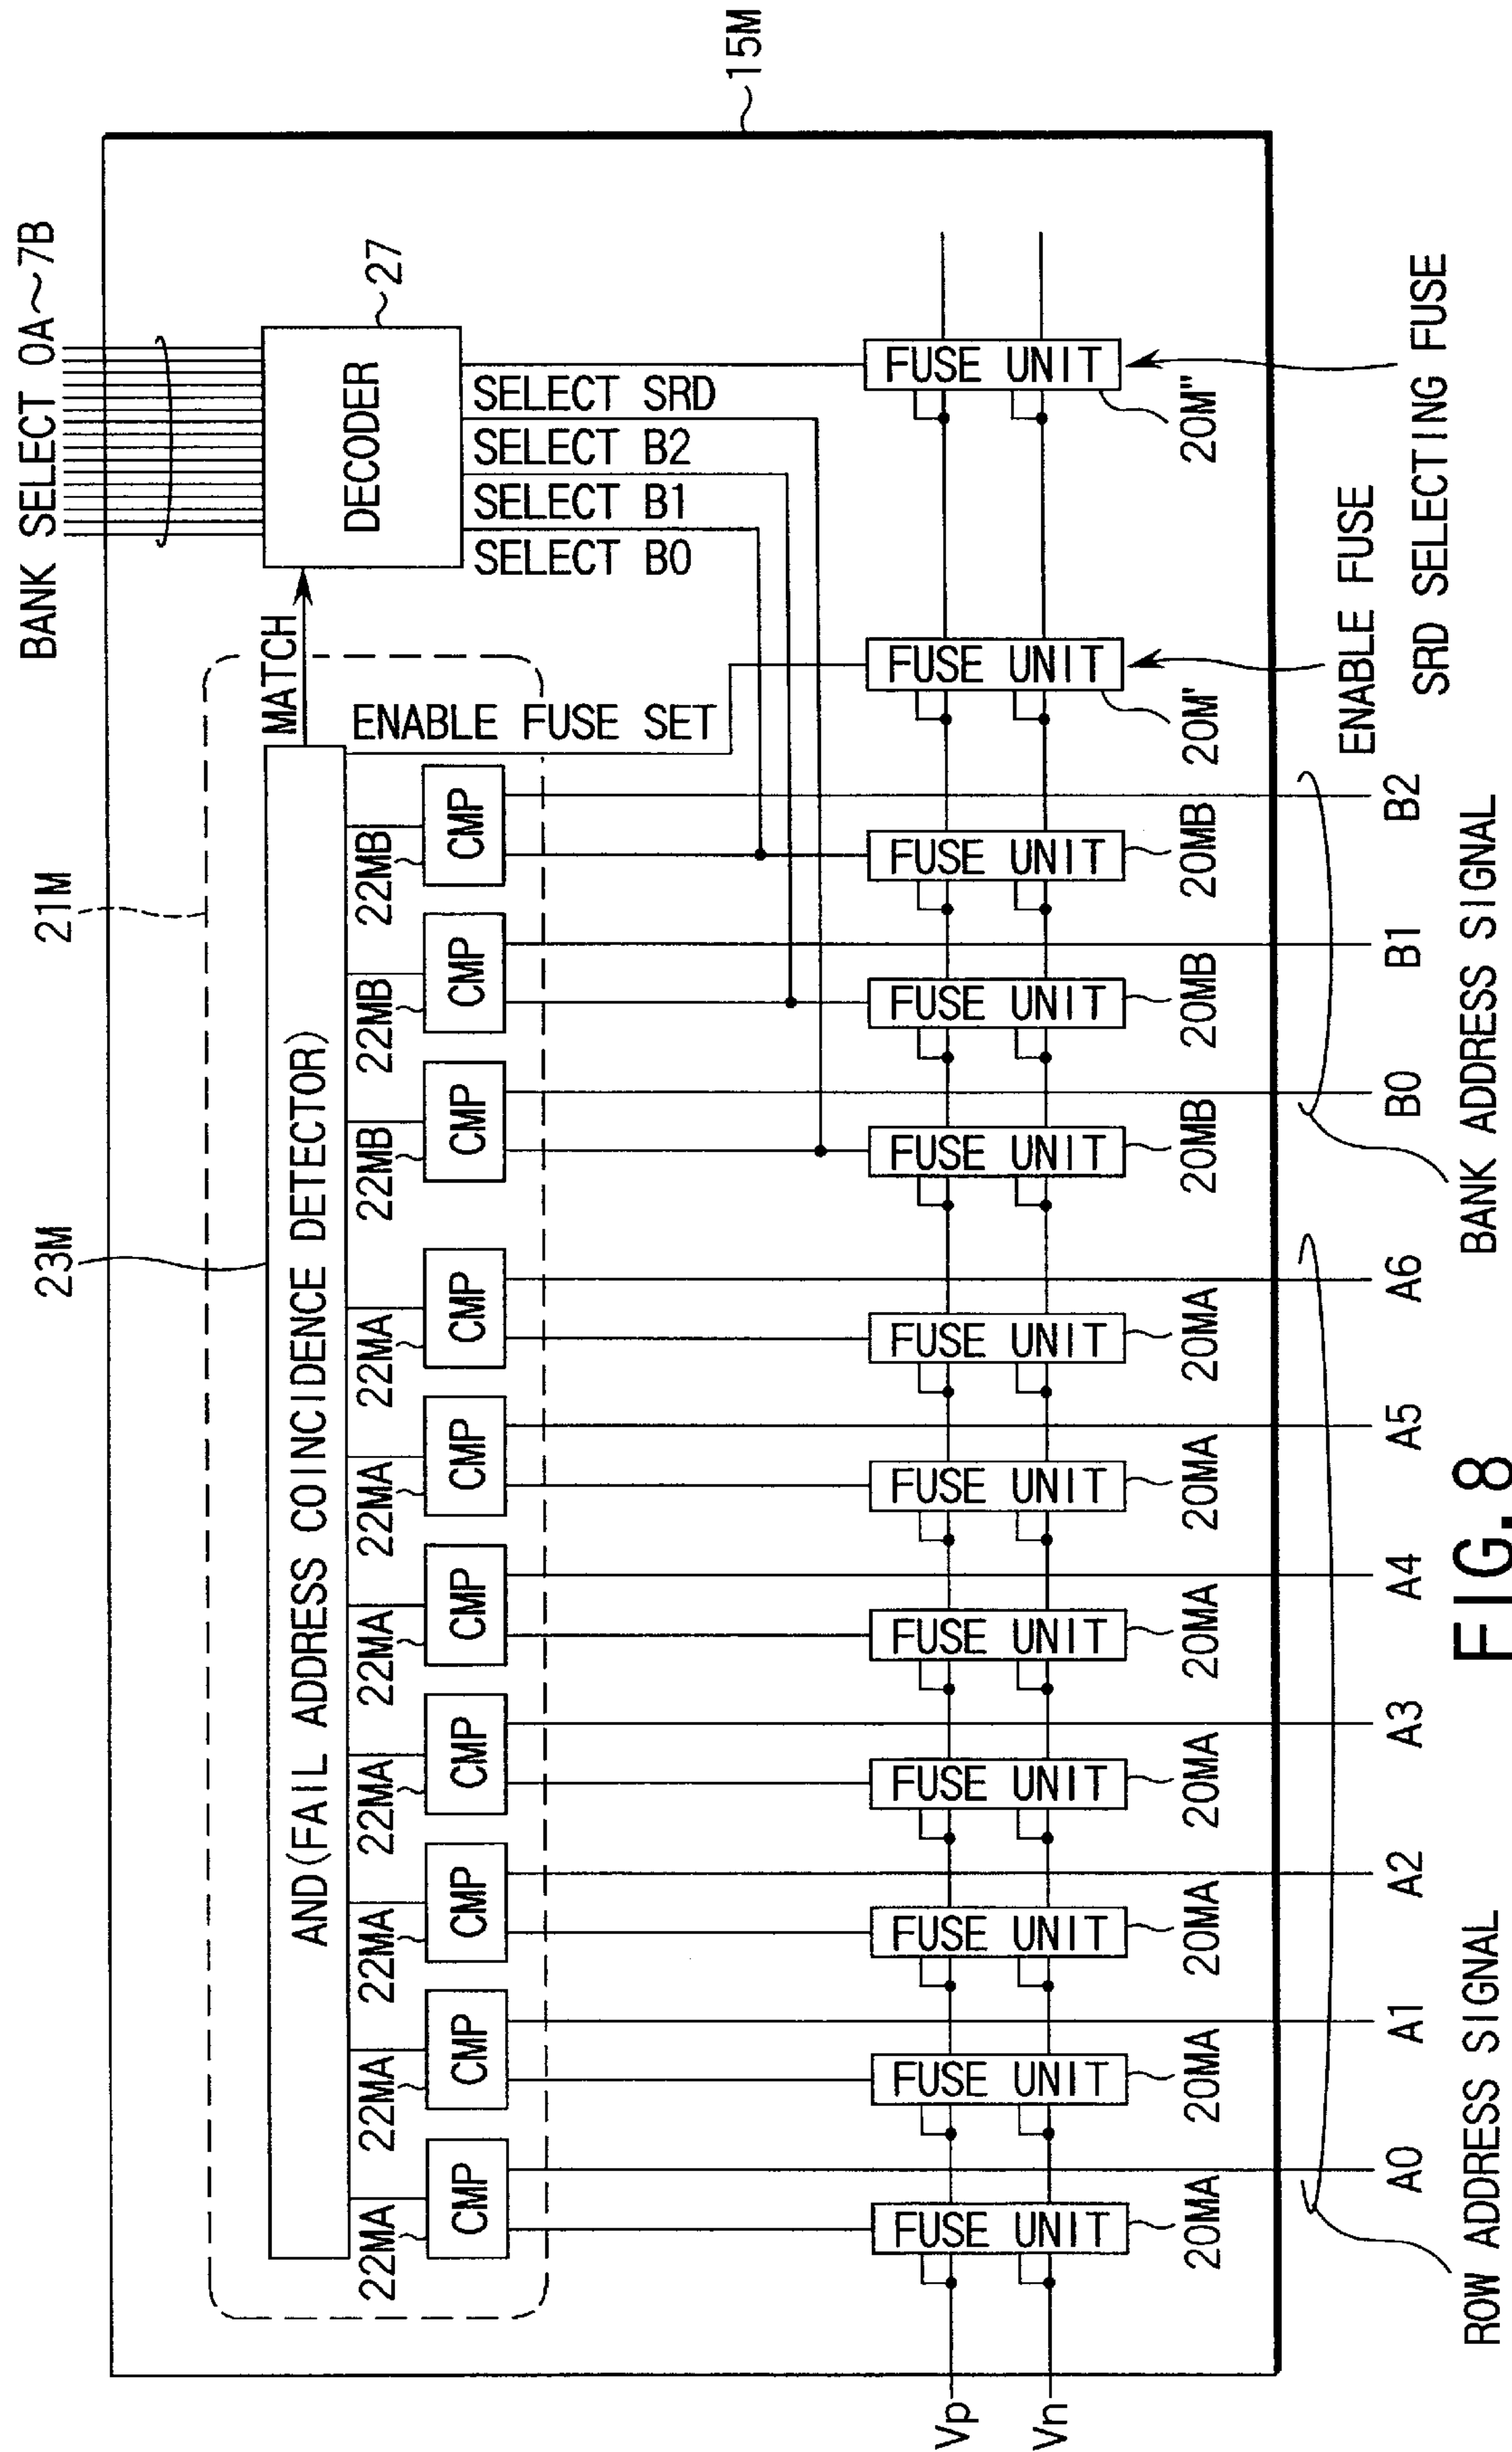 BANK SELECT 0A~7B
21M
23M
15M
27
MATCH
DECODER
AND(FAIL ADDRESS COINCIDENCE DETECTOR)
ENABLE FUSE SET
SELECT SRD
SELECT B2
SELECT B1
SELECT B0
22MA
22MA
22MA
22MA
22MA
22MA
22MA
22MB
22MB
22MB
CMP
CMP
CMP
CMP
CMP
CMP
CMP
CMP
CMP
CMP
Vp
Vn
FUSE UNIT
FUSE UNIT
FUSE UNIT
FUSE UNIT
FUSE UNIT
FUSE UNIT
FUSE UNIT
FUSE UNIT
FUSE UNIT
FUSE UNIT
FUSE UNIT
FUSE UNIT
20MA
20MA
20MA
20MA
20MA
20MA
20MA
20MB
20MB
20MB
20M'
20M"
A0
A1
A2
A3
A4
A5
A6
B0
B1
B2
ENABLE FUSE
SRD SELECTING FUSE
ROW ADDRESS SIGNAL
BANK ADDRESS SIGNAL
FIG. 8